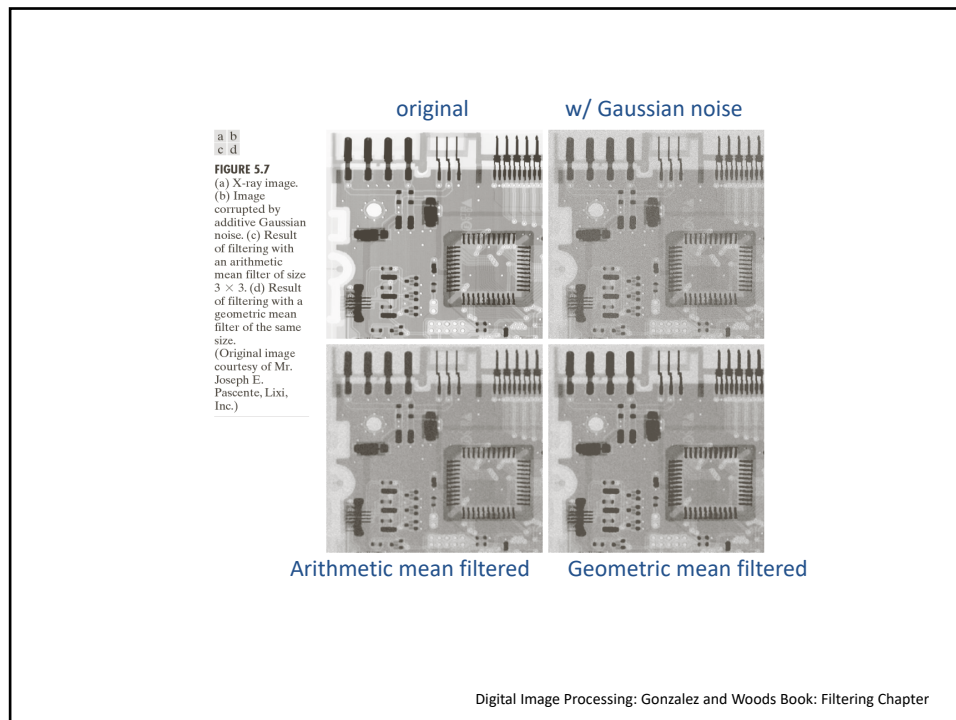 original
w/ Gaussian noise
a b
c d
FIGURE 5.7
(a) X-ray image.
(b) Image
corrupted by
additive Gaussian
noise. (c) Result
of filtering with
an arithmetic
mean filter of size
3 × 3. (d) Result
of filtering with a
geometric mean
filter of the same
size.
(Original image
courtesy of Mr.
Joseph E.
Pascente, Lixi,
Inc.)
Arithmetic mean filtered
Geometric mean filtered
Digital Image Processing: Gonzalez and Woods Book: Filtering Chapter